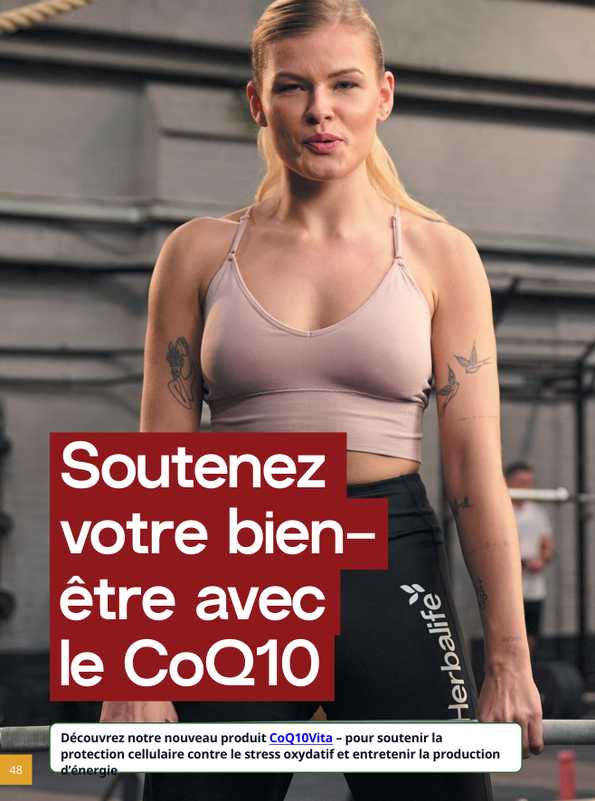 Herbalife
Soutenez
votre bien-
être avec
le CoQ10
Découvrez notre nouveau produit CoQ10Vita – pour soutenir la
protection cellulaire contre le stress oxydatif et entretenir la production
d'énergie
48